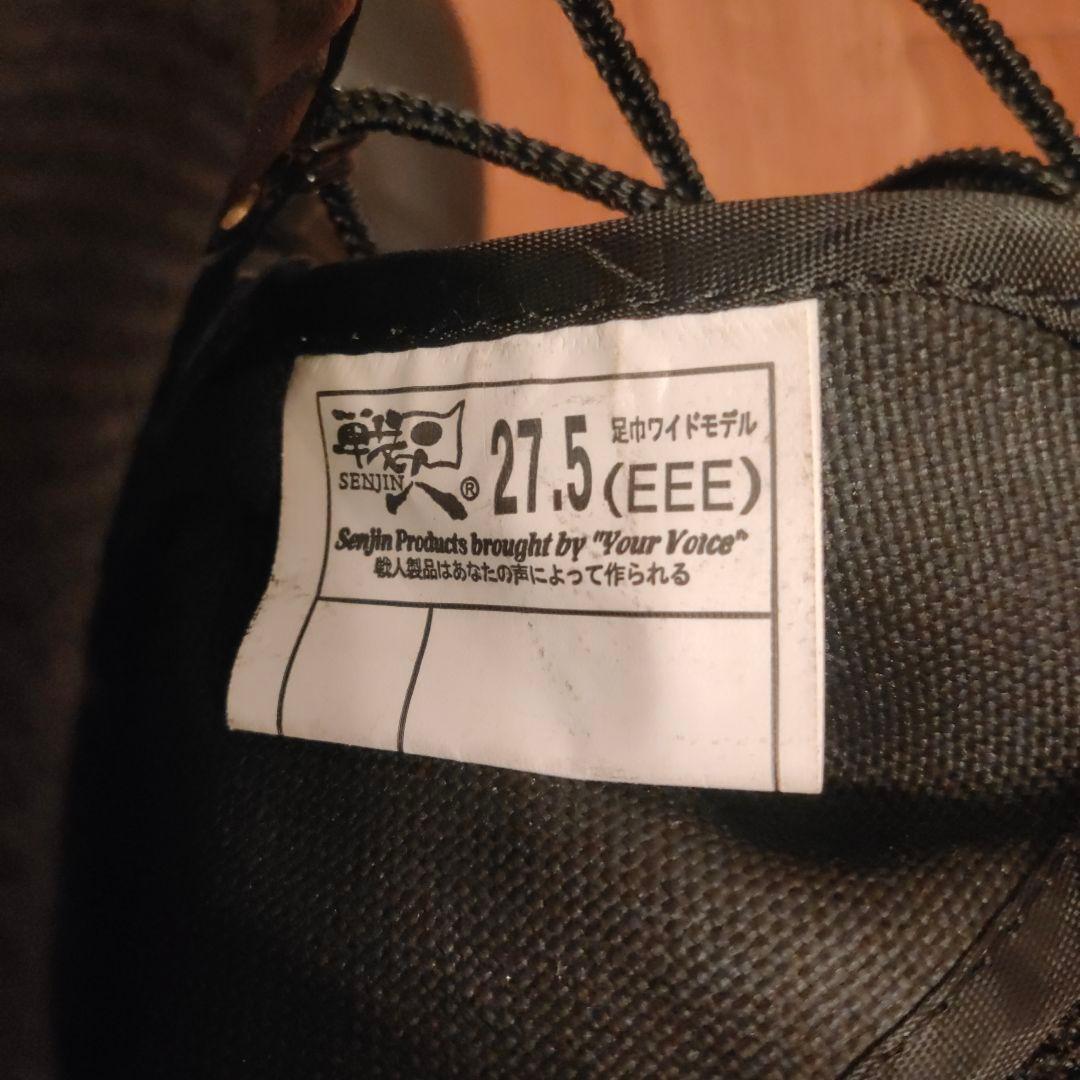 戦人
SENJIN®
27.5
足巾ワイドモデル
(EEE)
Senjin Products brought by "Your Voice"
戦人製品はあなたの声によって作られる